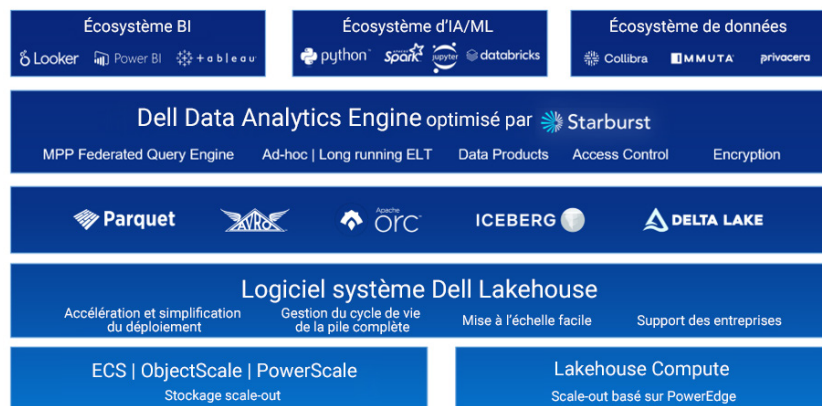 Écosystème BI
Looker Power BI +ableau
Écosystème d'IA/ML
python Spark jupyter databricks
Écosystème de données
Collibra IMMUTA privacera
Dell Data Analytics Engine optimisé par Starburst
MPP Federated Query Engine Ad-hoc | Long running ELT Data Products Access Control Encryption
Parquet AVRO Apache orc ICEBERG DELTA LAKE
Logiciel système Dell Lakehouse
Accélération et simplification
du déploiement
Gestion du cycle de vie
de la pile complète
Mise à l'échelle facile
Support des entreprises
ECS | ObjectScale | PowerScale
Stockage scale-out
Lakehouse Compute
Scale-out basé sur PowerEdge